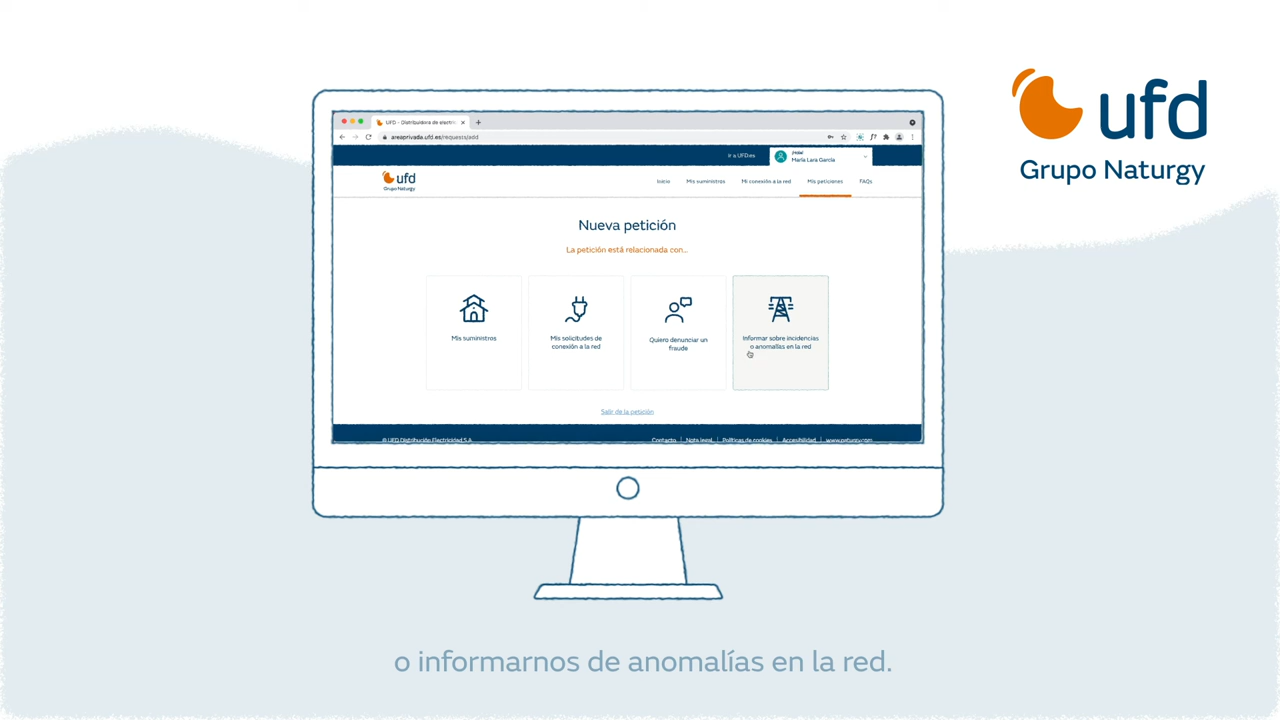 ufd
Grupo Naturgy
UFD - Distribuidora de electric
areaprivada.ufd.es/requests/add
Ir a UFD.es
¡Hola!
María Lara García
ufd
Grupo Naturgy
Inicio
Mis suministros
Mi conexión a la red
Mis peticiones
FAQs
Nueva petición
La petición está relacionada con...
Mis suministros
Mis solicitudes de
conexión a la red
Quiero denunciar un
fraude
Informar sobre incidencias
o anomalías en la red
Salir de la petición
© UFD Distribución Electricidad S.A.
Contacto | Nota legal | Políticas de cookies | Accesibilidad | www.naturgy.com
o informarnos de anomalías en la red.